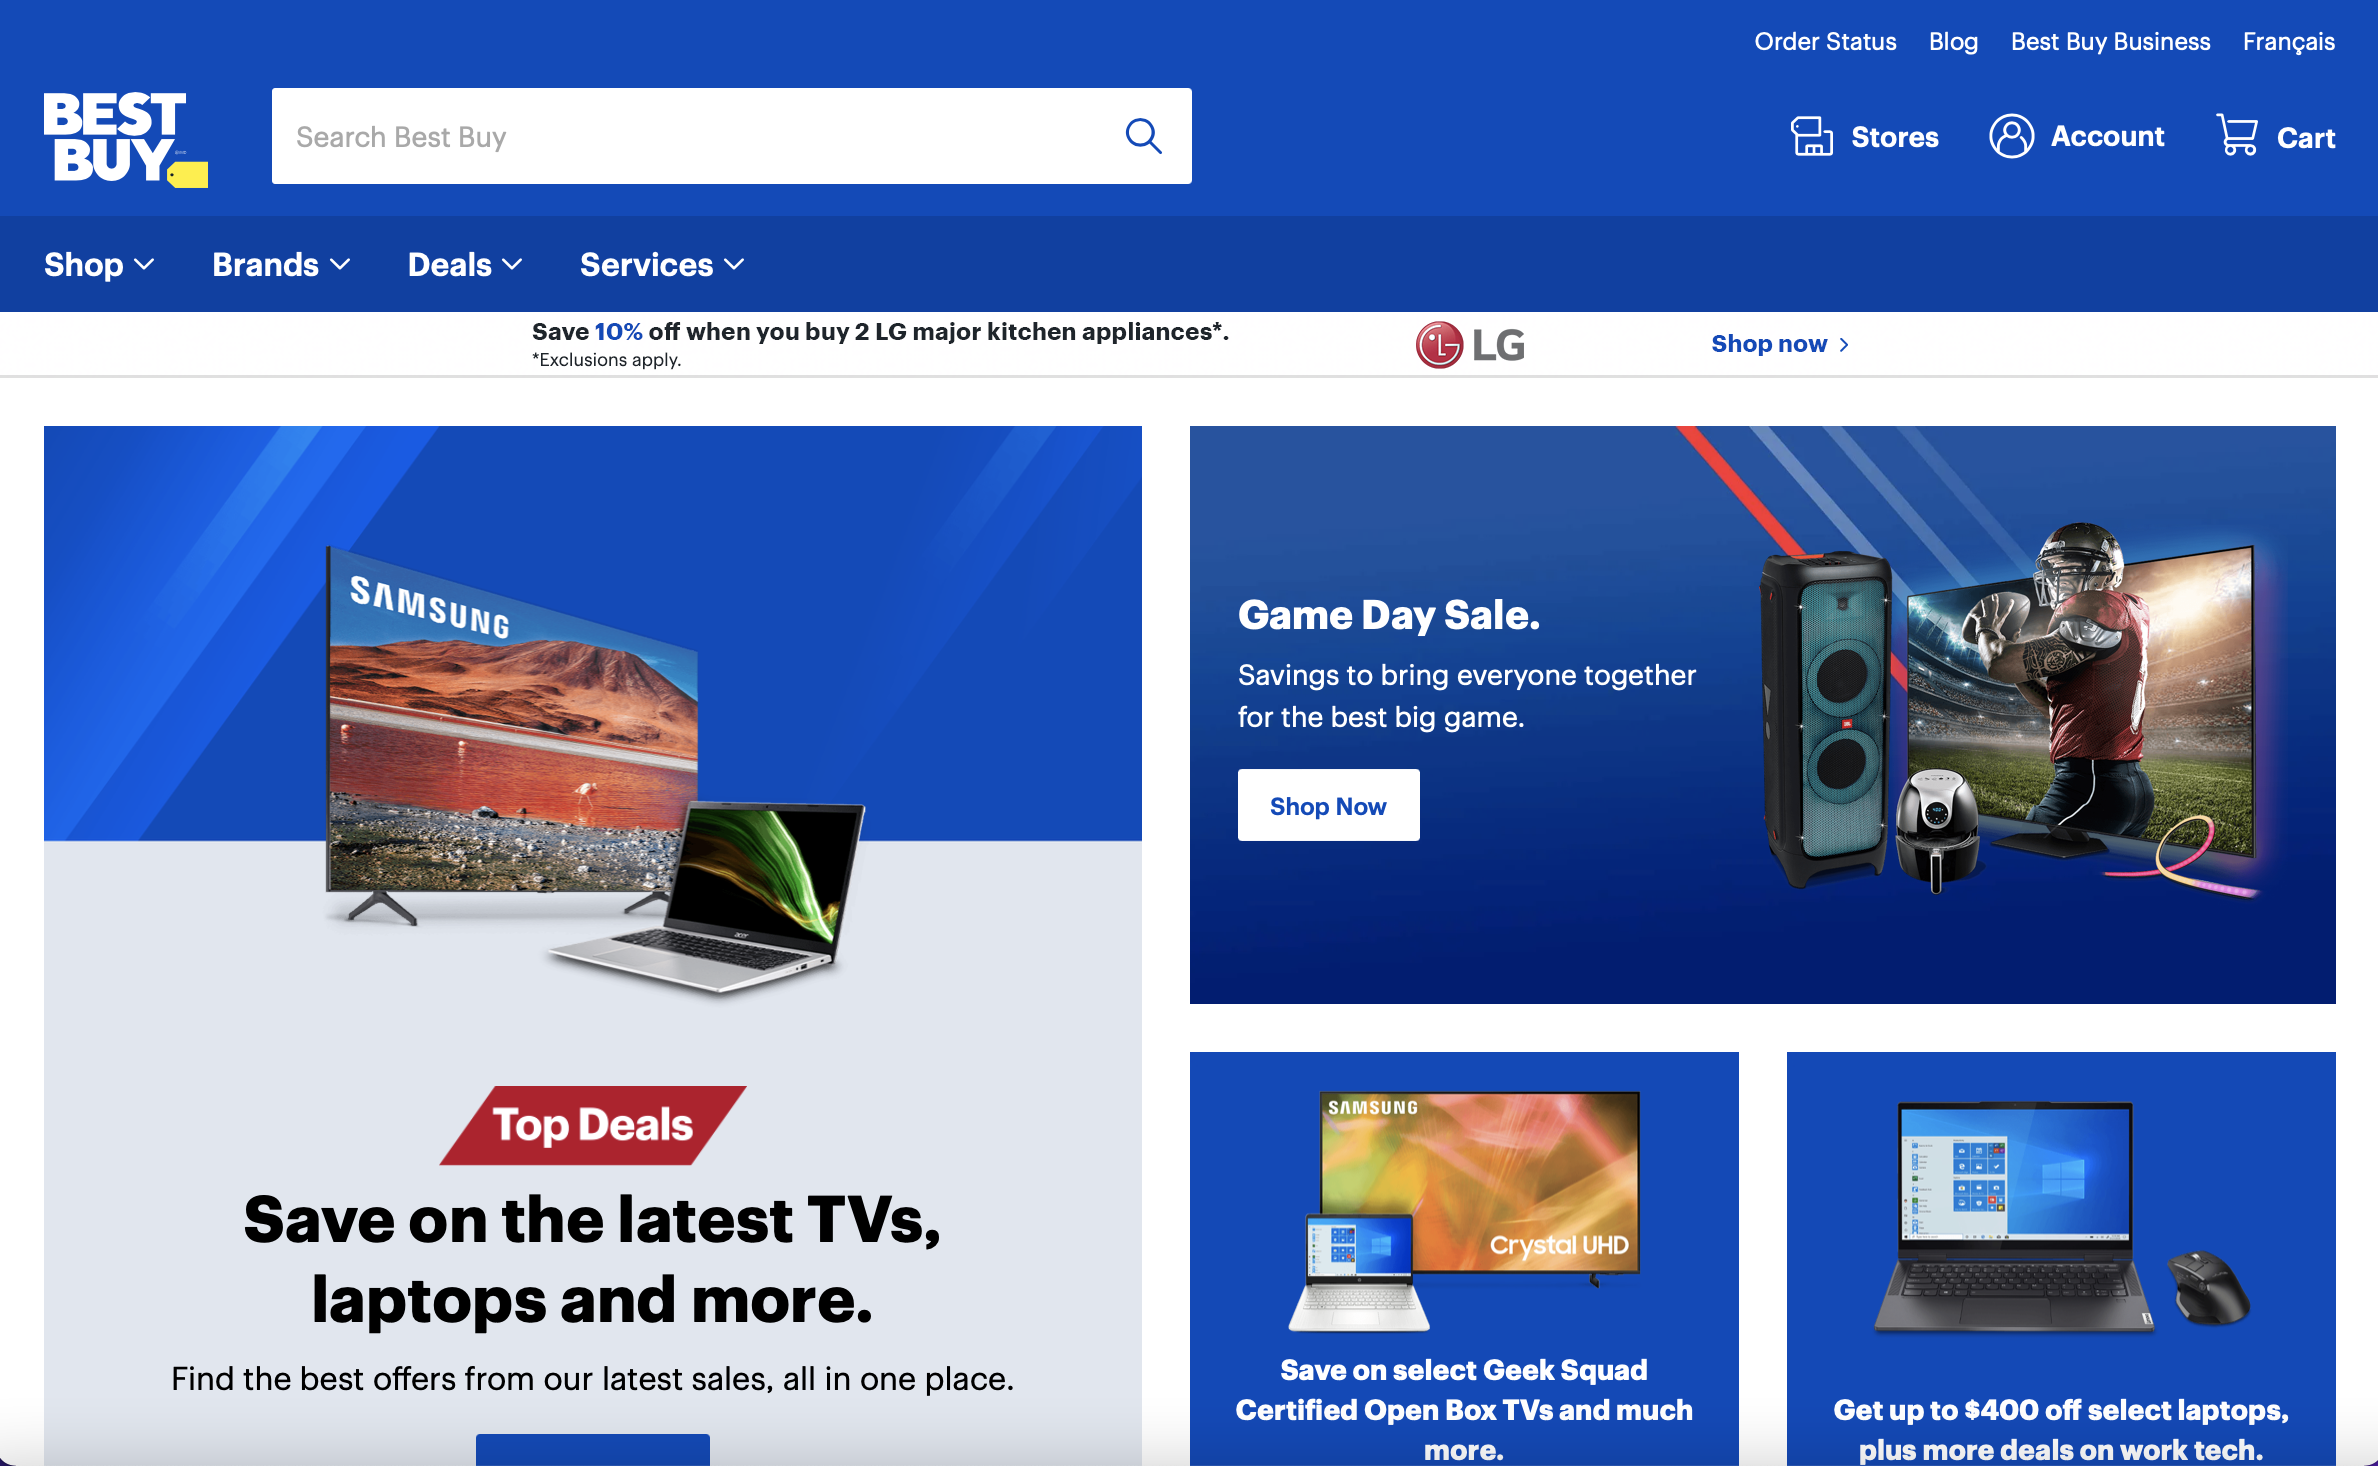 Order Status Blog Best Buy Business Français
BEST
BUY
Search Best Buy
Stores Account Cart
Shop Brands Deals Services
Save 10% off when you buy 2 LG major kitchen appliances*.
*Exclusions apply.
LG
Shop now
SAMSUNG
acer
Top Deals
Save on the latest TVs,
laptops and more.
Find the best offers from our latest sales, all in one place.
Game Day Sale.
Savings to bring everyone together
for the best big game.
Shop Now
JBL
SAMSUNG
Crystal UHD
Save on select Geek Squad
Certified Open Box TVs and much
more.
Get up to $400 off select laptops,
plus more deals on work tech.